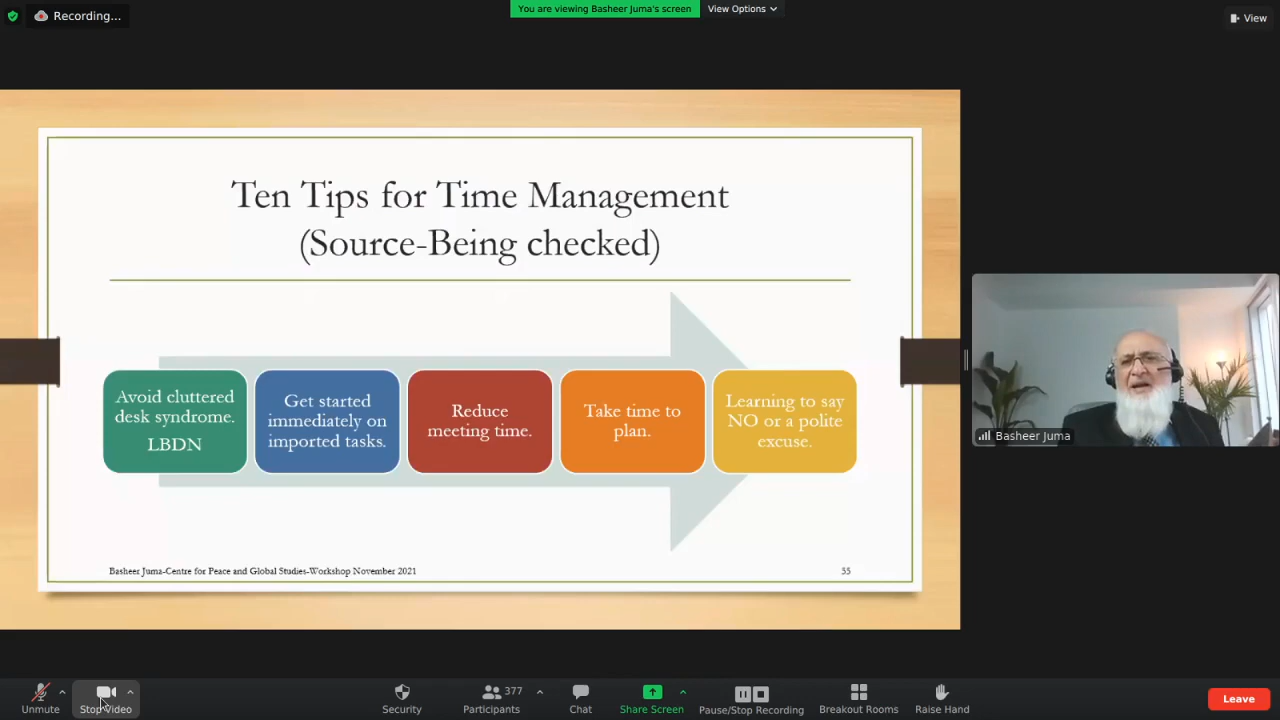 Recording...
You are viewing Basheer Juma's screen
View Options
View
Ten Tips for Time Management
(Source-Being checked)
Avoid cluttered
desk syndrome.
LBDN
Get started
immediately on
imported tasks.
Reduce
meeting time.
Take time to
plan.
Learning to say
NO or a polite
excuse.
Basheer Juma-Centre for Peace and Global Studies-Workshop November 2021
35
Basheer Juma
Unmute
Stop Video
Security
Participants
377
Chat
Share Screen
Pause/Stop Recording
Breakout Rooms
Raise Hand
Leave